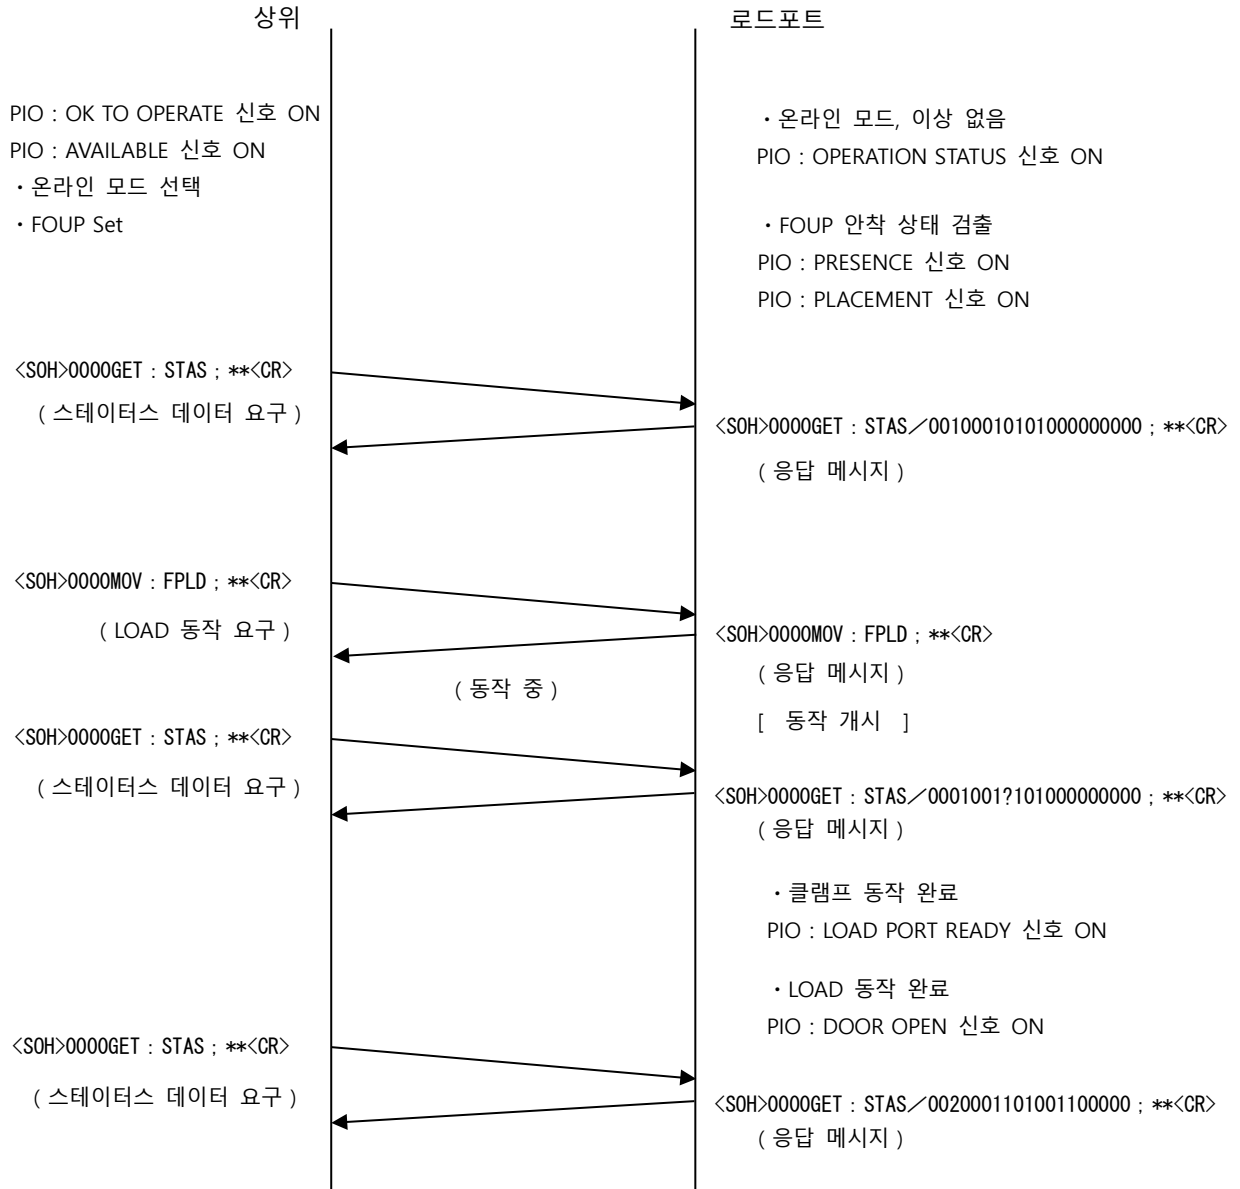 상위
로드포트
PIO : OK TO OPERATE 신호 ON
PIO : AVAILABLE 신호 ON
・온라인 모드 선택
・FOUP Set
・온라인 모드, 이상 없음
PIO : OPERATION STATUS 신호 ON
・FOUP 안착 상태 검출
PIO : PRESENCE 신호 ON
PIO : PLACEMENT 신호 ON
<SOH>0000GET : STAS ; **<CR>
( 스테이터스 데이터 요구 )
<SOH>0000GET : STAS／00100010101000000000 ; **<CR>
( 응답 메시지 )
<SOH>0000MOV : FPLD ; **<CR>
( LOAD 동작 요구 )
<SOH>0000MOV : FPLD ; **<CR>
( 응답 메시지 )
( 동작 중 )
[ 동작 개시 ]
<SOH>0000GET : STAS ; **<CR>
( 스테이터스 데이터 요구 )
<SOH>0000GET : STAS／0001001?101000000000 ; **<CR>
( 응답 메시지 )
・클램프 동작 완료
PIO : LOAD PORT READY 신호 ON
・LOAD 동작 완료
PIO : DOOR OPEN 신호 ON
<SOH>0000GET : STAS ; **<CR>
( 스테이터스 데이터 요구 )
<SOH>0000GET : STAS／0020001101001100000 ; **<CR>
( 응답 메시지 )